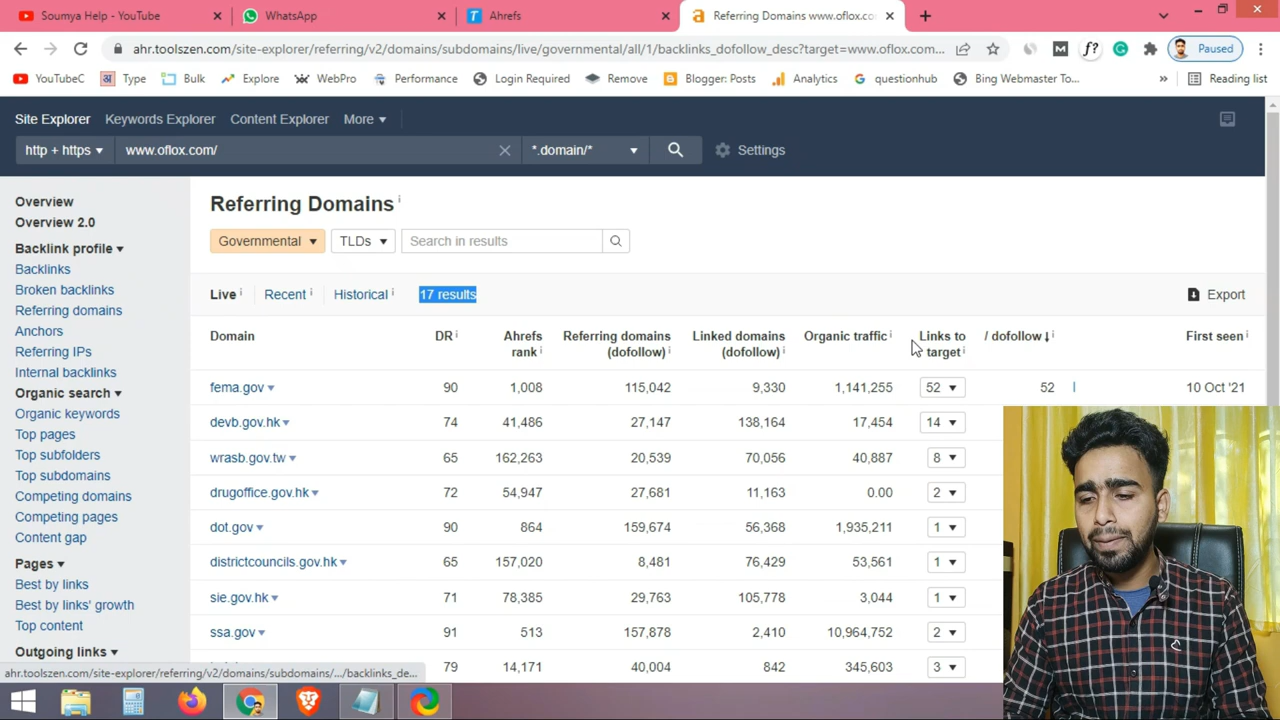 Soumya Help - YouTube
WhatsApp
Ahrefs
Referring Domains www.oflox.com
ahr.toolszen.com/site-explorer/referring/v2/domains/subdomains/live/governmental/all/1/backlinks_dofollow_desc?target=www.oflox.com...
Paused
YouTubeC Type Bulk Explore WebPro Performance Login Required Remove Blogger: Posts Analytics questionhub Bing Webmaster To... » Reading list
Site Explorer Keywords Explorer Content Explorer More
http + https www.oflox.com/ *.domain/* Settings
Overview
Overview 2.0
Backlink profile
Backlinks
Broken backlinks
Referring domains
Anchors
Referring IPs
Internal backlinks
Organic search
Organic keywords
Top pages
Top subfolders
Top subdomains
Competing domains
Competing pages
Content gap
Pages
Best by links
Best by links' growth
Top content
Outgoing links
Referring Domains
Governmental TLDs Search in results
Live Recent Historical 17 results Export
Domain DR Ahrefs rank Referring domains (dofollow) Linked domains (dofollow) Organic traffic Links to target / dofollow First seen
fema.gov 90 1,008 115,042 9,330 1,141,255 52 52 10 Oct '21
devb.gov.hk 74 41,486 27,147 138,164 17,454 14
wrasb.gov.tw 65 162,263 20,539 70,056 40,887 8
drugoffice.gov.hk 72 54,947 27,681 11,163 0.00 2
dot.gov 90 864 159,674 56,368 1,935,211 1
districtcouncils.gov.hk 65 157,020 8,481 76,429 53,561 1
sie.gov.hk 71 78,385 29,763 105,778 3,044 1
ssa.gov 91 513 157,878 2,410 10,964,752 2
79 14,171 40,004 842 345,603 3
ahr.toolszen.com/site-explorer/referring/v2/domains/subdomains/.../backlinks_de...